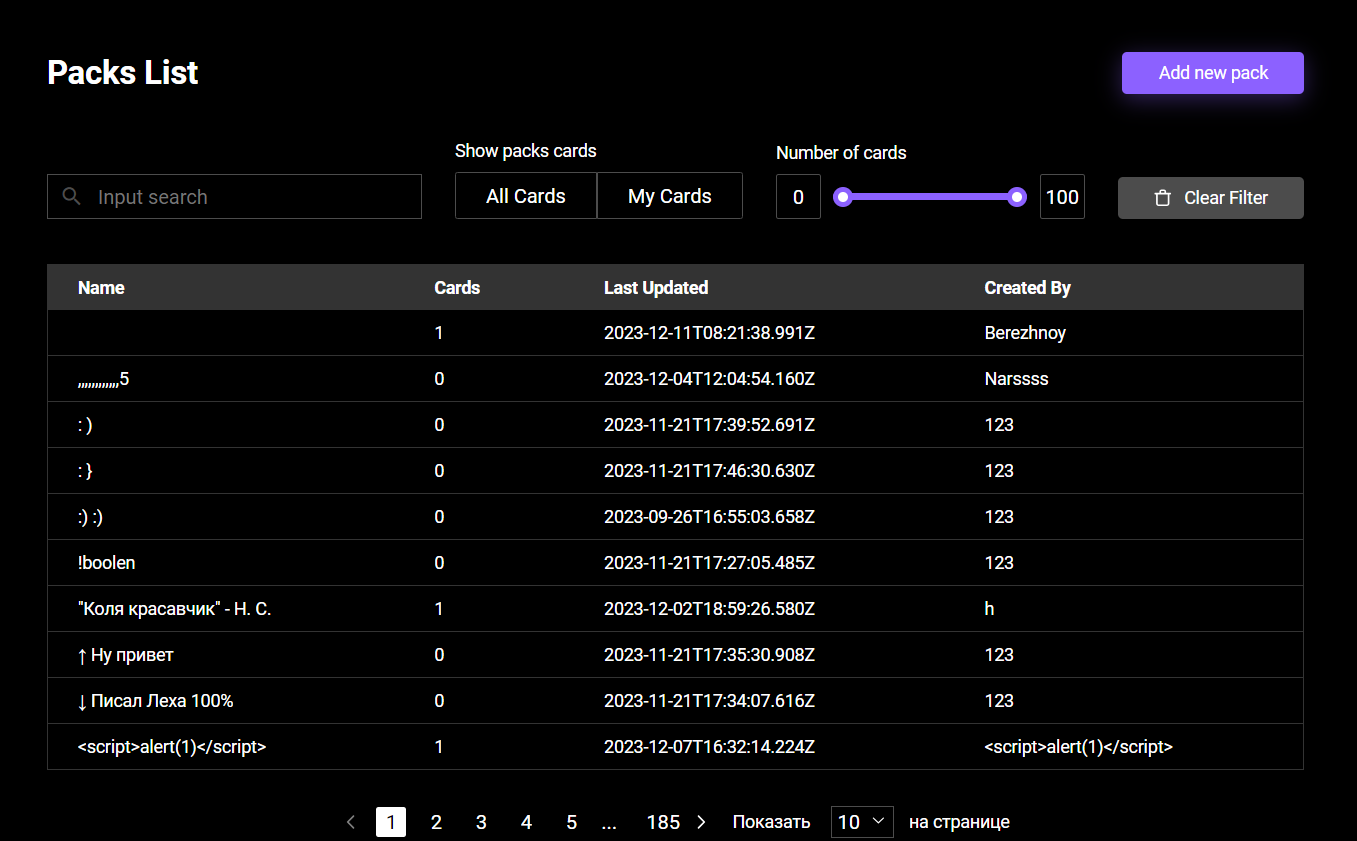 Packs List
Add new pack
Show packs cards
Number of cards
Input search
All Cards My Cards
0 100
Clear Filter
Name Cards Last Updated Created By
1 2023-12-11T08:21:38.991Z Berezhnoy
,,,,,,,,,,,,5 0 2023-12-04T12:04:54.160Z Narssss
: ) 0 2023-11-21T17:39:52.691Z 123
: } 0 2023-11-21T17:46:30.630Z 123
:) :) 0 2023-09-26T16:55:03.658Z 123
!boolen 0 2023-11-21T17:27:05.485Z 123
"Коля красавчик" - Н. С. 1 2023-12-02T18:59:26.580Z h
↑ Ну привет 0 2023-11-21T17:35:30.908Z 123
↓ Писал Леха 100% 0 2023-11-21T17:34:07.616Z 123
<script>alert(1)</script> 1 2023-12-07T16:32:14.224Z <script>alert(1)</script>
1 2 3 4 5 ... 185 Показать 10 на странице